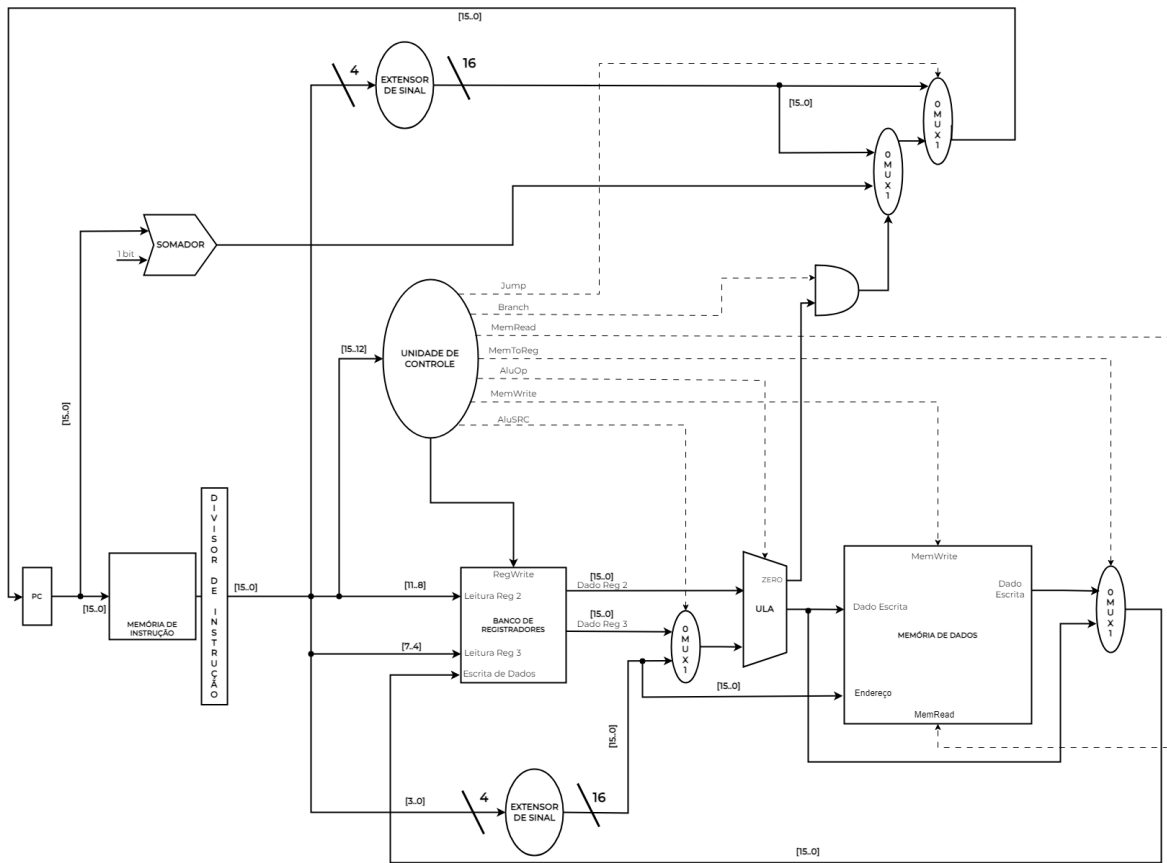 [15..0]
4
16
EXTENSOR
DE SINAL
[15..0]
0
M
U
X
1
0
M
U
X
1
SOMADOR
1 bit
Jump
Branch
MemRead
MemToReg
AluOp
MemWrite
AluSRC
UNIDADE DE
CONTROLE
[15..12]
[15..0]
D
I
V
I
S
O
R
D
E
I
N
S
T
R
U
Ç
Ã
O
PC
[15..0]
MEMÓRIA DE
INSTRUÇÃO
[15..0]
[11..8]
[7..4]
RegWrite
Leitura Reg 2
BANCO DE
REGISTRADORES
Leitura Reg 3
Escrita de Dados
[15..0]
Dado Reg 2
[15..0]
Dado Reg 3
0
M
U
X
1
ZERO
ULA
MemWrite
Dado
Escrita
Dado Escrita
MEMÓRIA DE DADOS
Endereço
MemRead
0
M
U
X
1
[15..0]
[15..0]
[3..0]
4
EXTENSOR
DE SINAL
16
[15..0]